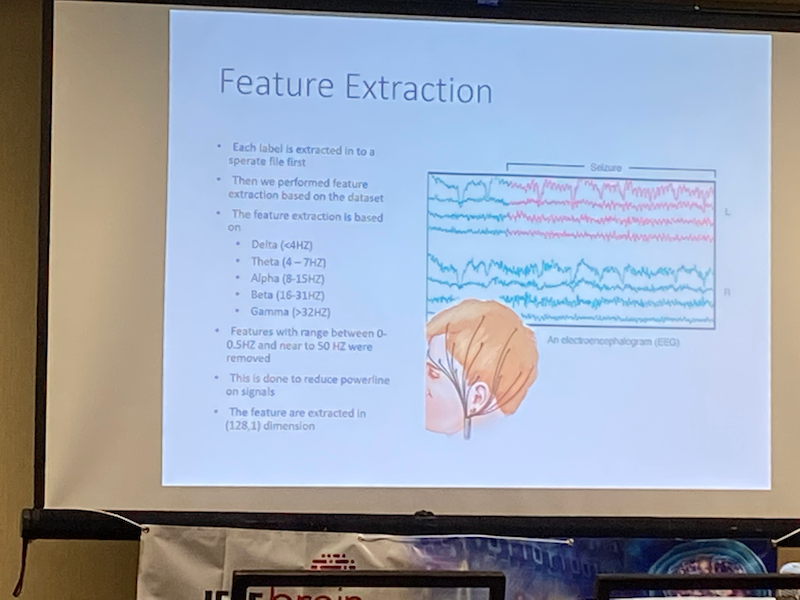 Feature Extraction
Each label is extracted in to a
sperate file first
Then we performed feature
extraction based on the dataset
The feature extraction is based
on
Delta (<4HZ)
Theta (4 – 7HZ)
Alpha (8-15HZ)
Beta (16-31HZ)
Gamma (>32HZ)
Features with range between 0-
0.5HZ and near to 50 HZ were
removed
This is done to reduce powerline
on signals
The feature are extracted in
(128,1) dimension
Seizure
L
R
An electroencephalogram (EEG)
brain